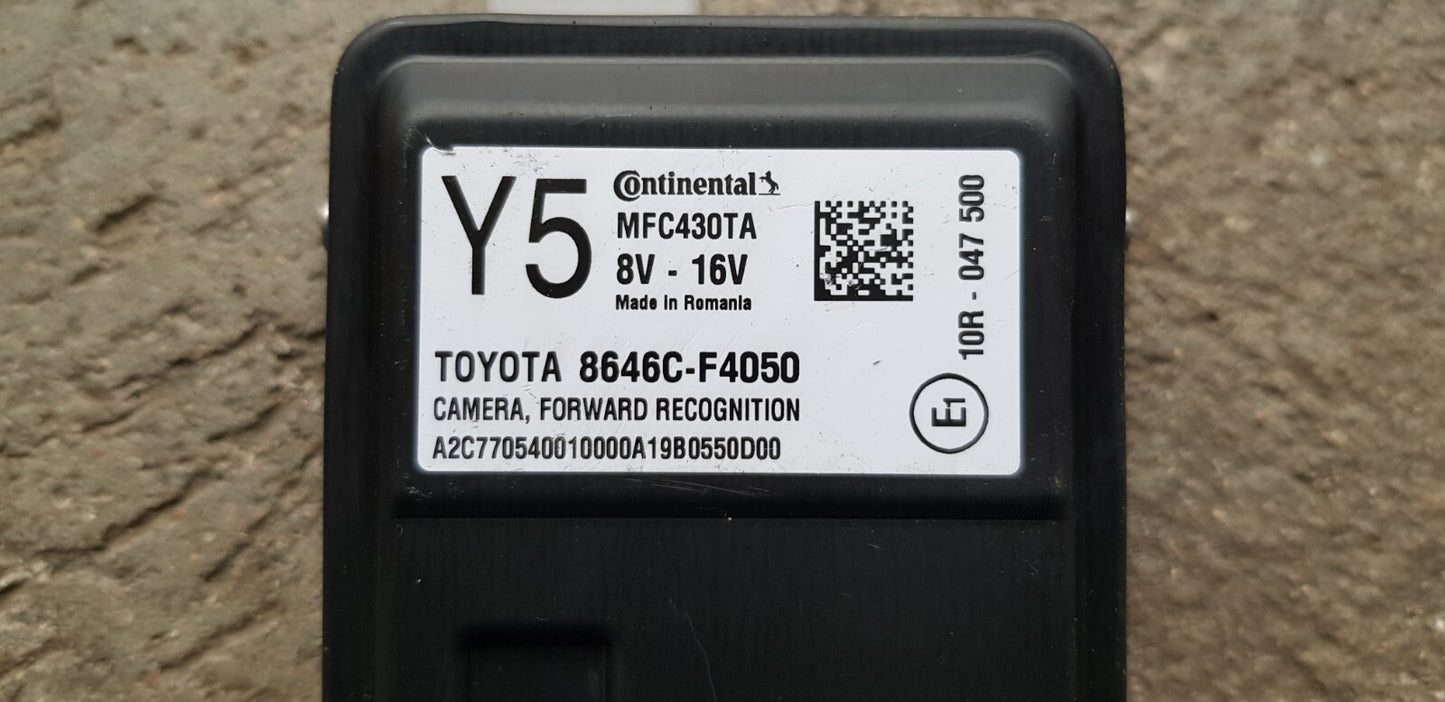 Y5
Continental
MFC430TA
8V - 16V
Made in Romania
TOYOTA 8646C-F4050
CAMERA, FORWARD RECOGNITION
A2C770540010000A19B0550D00
10R - 047 500
E1